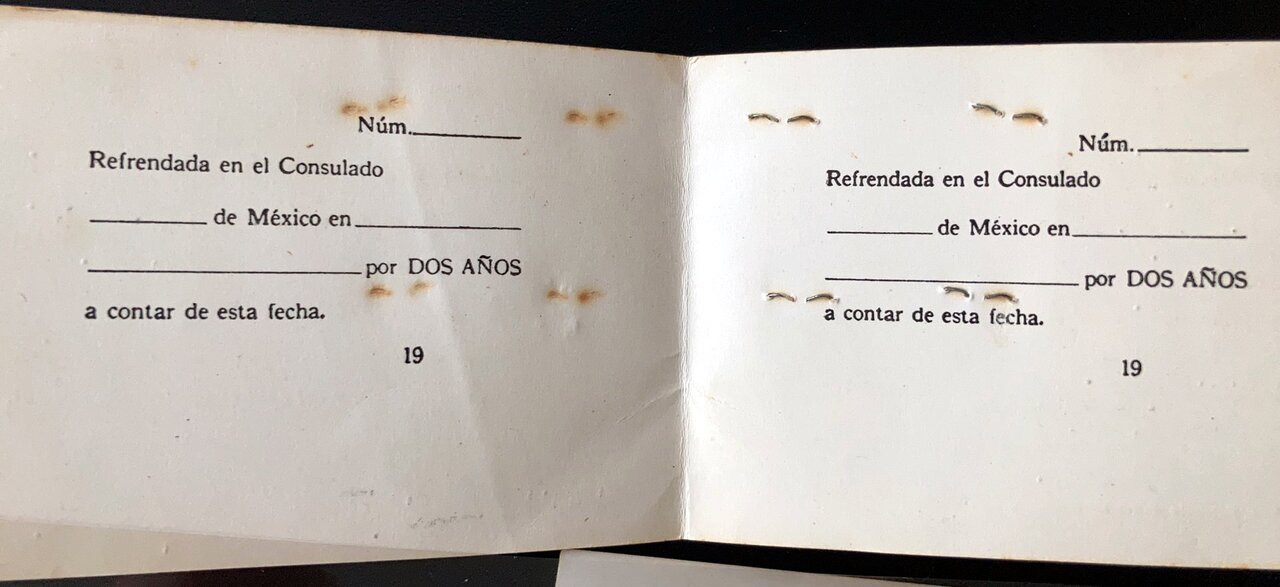 Núm.
Refrendada en el Consulado
de México en
por DOS AÑOS
a contar de esta fecha.
19
Núm.
Refrendada en el Consulado
de México en
por DOS AÑOS
a contar de esta fecha.
19